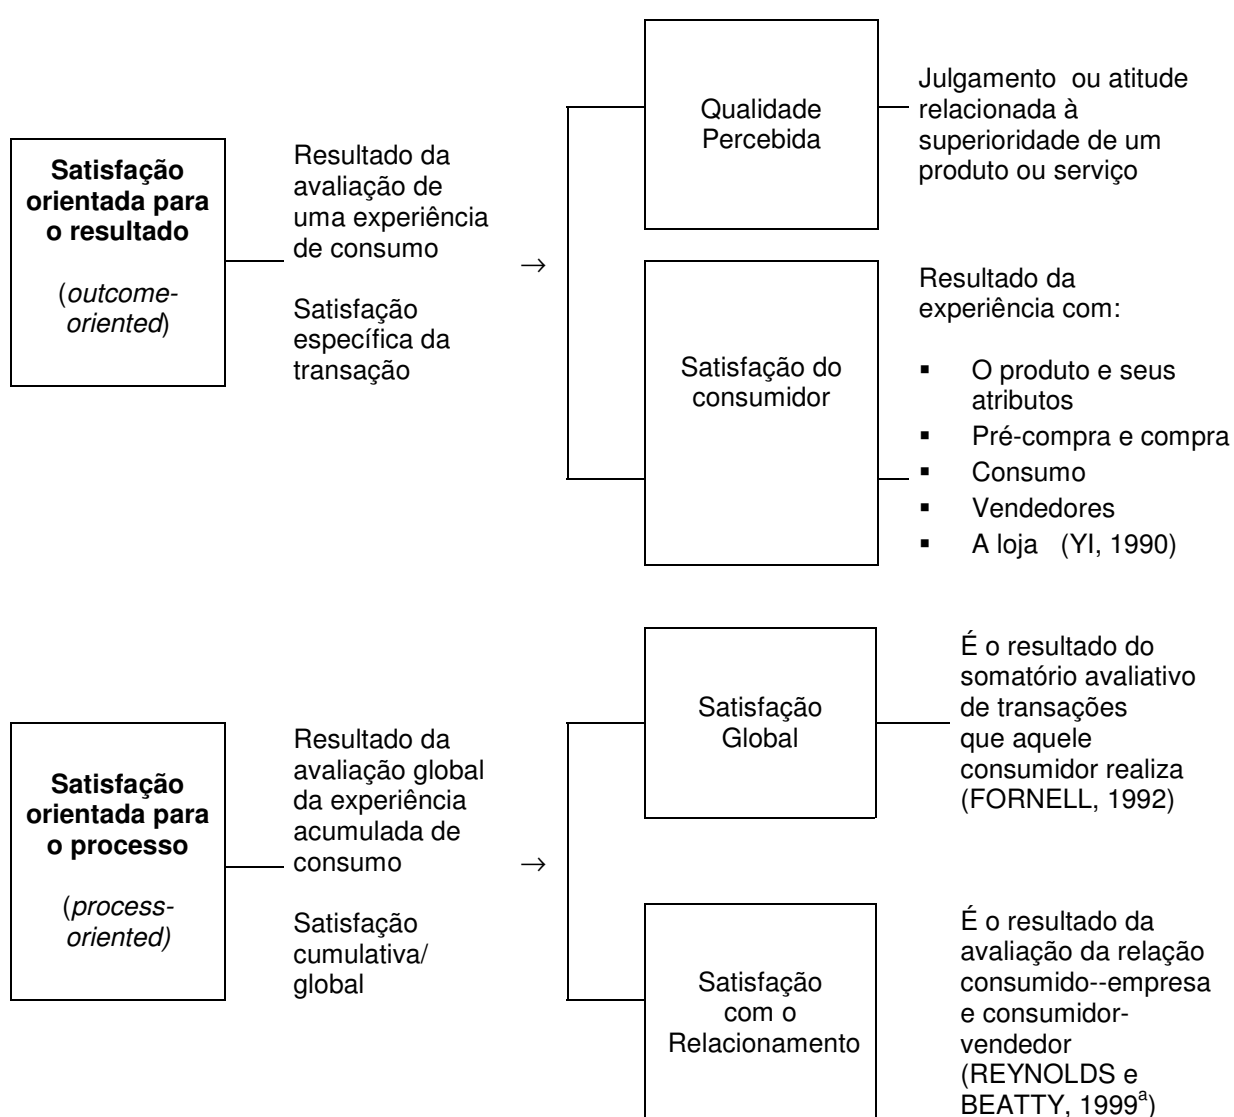 Satisfação
orientada para
o resultado
(outcome-
oriented)
Resultado da
avaliação de
uma experiência
de consumo
Satisfação
específica da
transação
→
Qualidade
Percebida
Julgamento ou atitude
relacionada à
superioridade de um
produto ou serviço
Satisfação do
consumidor
Resultado da
experiência com:
▪ O produto e seus
atributos
▪ Pré-compra e compra
▪ Consumo
▪ Vendedores
▪ A loja (YI, 1990)
Satisfação
orientada para
o processo
(process-
oriented)
Resultado da
avaliação global
da experiência
acumulada de
consumo
Satisfação
cumulativa/
global
→
Satisfação
Global
É o resultado do
somatório avaliativo
de transações
que aquele
consumidor realiza
(FORNELL, 1992)
Satisfação
com o
Relacionamento
É o resultado da
avaliação da relação
consumido--empresa
e consumidor-
vendedor
(REYNOLDS e
BEATTY, 1999ª)